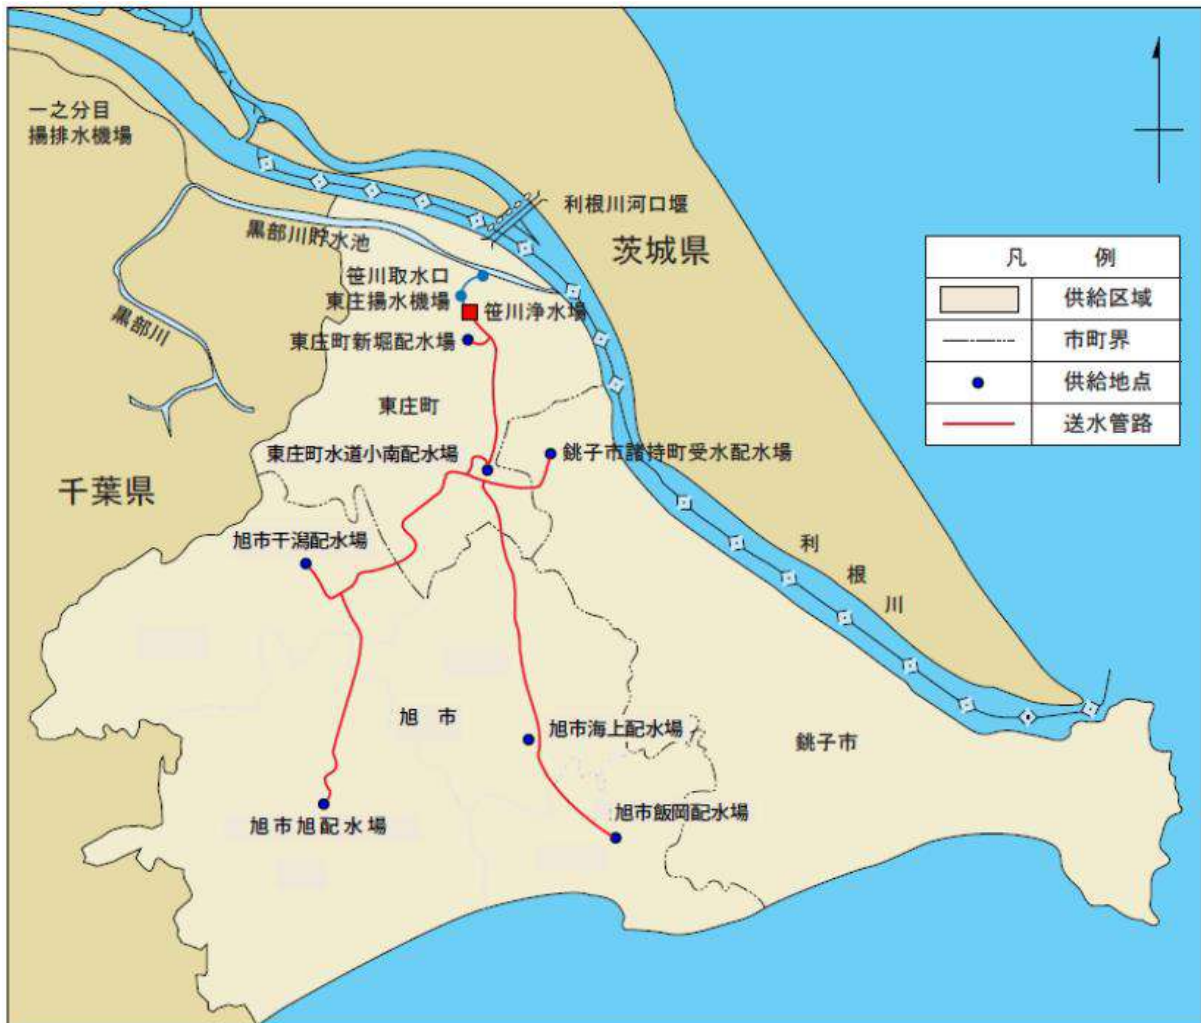 一之分目
揚排水機場
利根川河口堰
黒部川貯水池
茨城県
笹川取水口
東庄揚水機場
笹川浄水場
黒部川
東庄町新堀配水場
凡 例
供給区域
市町界
供給地点
送水管路
東庄町
東庄町水道小南配水場
銚子市諸持町受水配水場
千葉県
旭市干潟配水場
利根川
旭 市
旭市海上配水場
銚子市
旭市旭配水場
旭市飯岡配水場